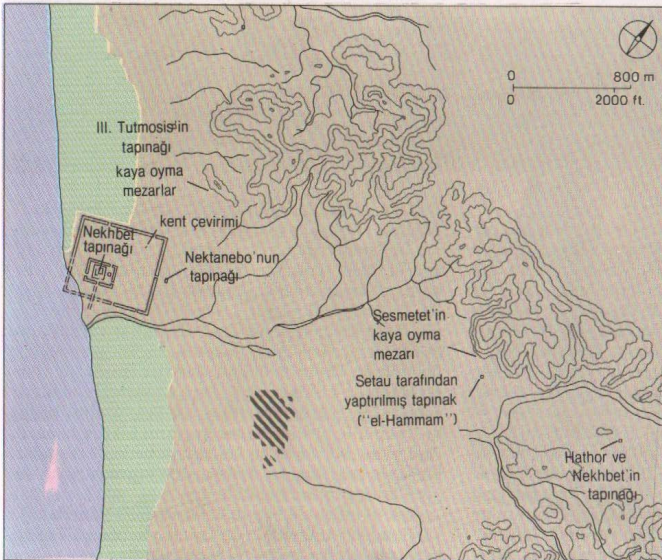 0 800 m
0 2000 ft.
III. Tutmosis'in
tapınağı
kaya oyma
mezarlar
kent çevirimi
Nekhbet
tapınağı
Nektanebo'nun
tapınağı
Şesmetet'in
kaya oyma
mezarı
Setau tarafından
yaptırılmış tapınak
(''el-Hammam'')
Hathor ve
Nekhbet'in
tapınağı